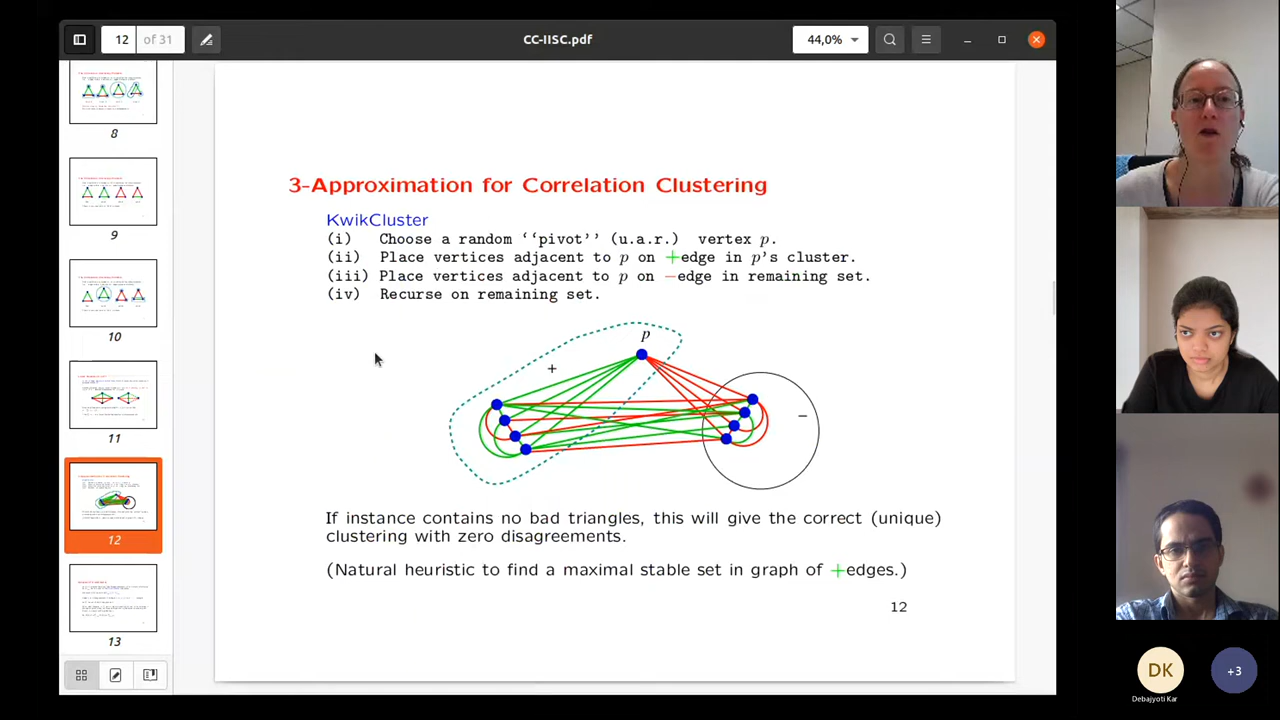 12 of 31
CC-IISC.pdf
44,0%
8
9
10
11
12
13
3-Approximation for Correlation Clustering
KwikCluster
(i) Choose a random ‘‘pivot’’ (u.a.r.) vertex p.
(ii) Place vertices adjacent to p on +edge in p's cluster.
(iii) Place vertices adjacent to p on −edge in remaining set.
(iv) Recurse on remaining set.
p
+
−
If instance contains no bad triangles, this will give the correct (unique)
clustering with zero disagreements.
(Natural heuristic to find a maximal stable set in graph of +edges.)
12
DK
+3
Debajyoti Kar